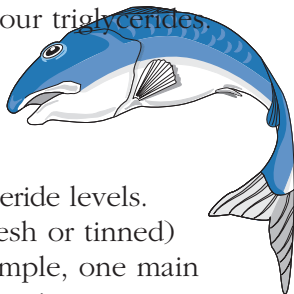 our triglycerides.
eride levels.
esh or tinned)
mple, one main